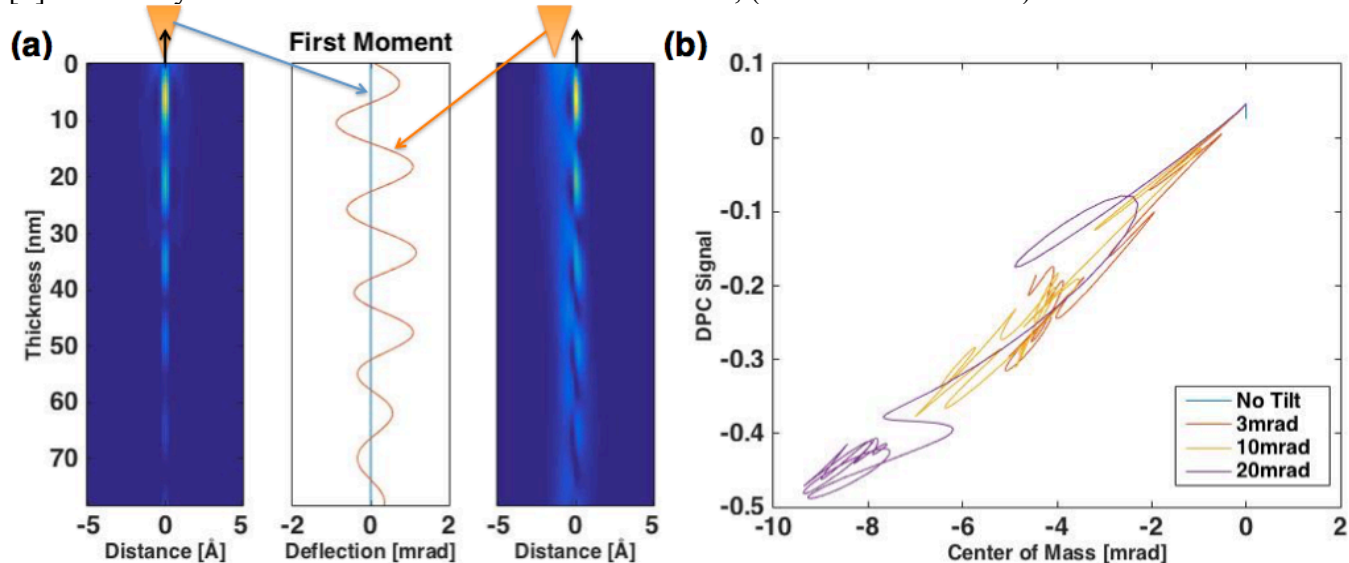 (a)
First Moment
(b)
0
10
20
30
40
50
60
70
Thickness [nm]
-5 0 5
Distance [Å]
-2 0 2
Deflection [mrad]
-5 0 5
Distance [Å]
0.1
0
-0.1
-0.2
-0.3
-0.4
-0.5
DPC Signal
-10 -8 -6 -4 -2 0 2
Center of Mass [mrad]
No Tilt
3mrad
10mrad
20mrad